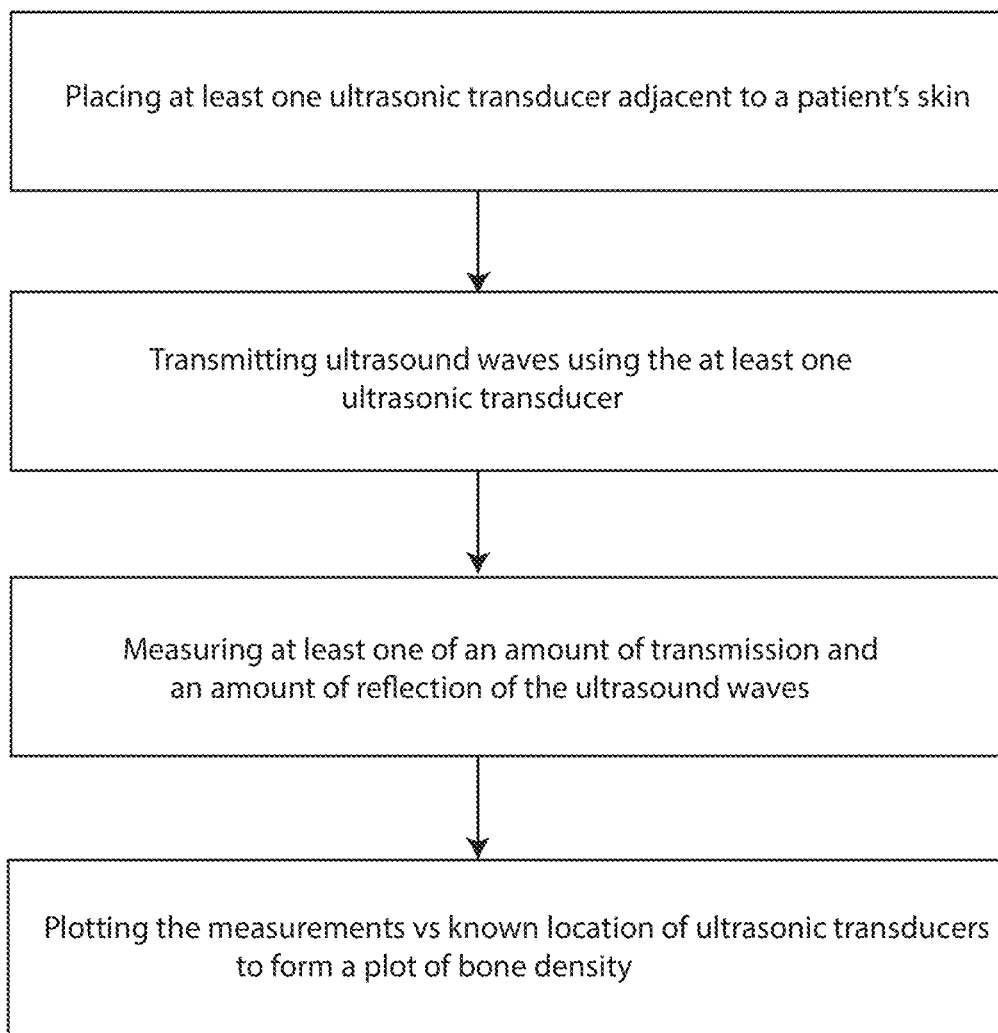 Placing at least one ultrasonic transducer adjacent to a patient's skin
Transmitting ultrasound waves using the at least one
ultrasonic transducer
Measuring at least one of an amount of transmission and
an amount of reflection of the ultrasound waves
Plotting the measurements vs known location of ultrasonic transducers
to form a plot of bone density